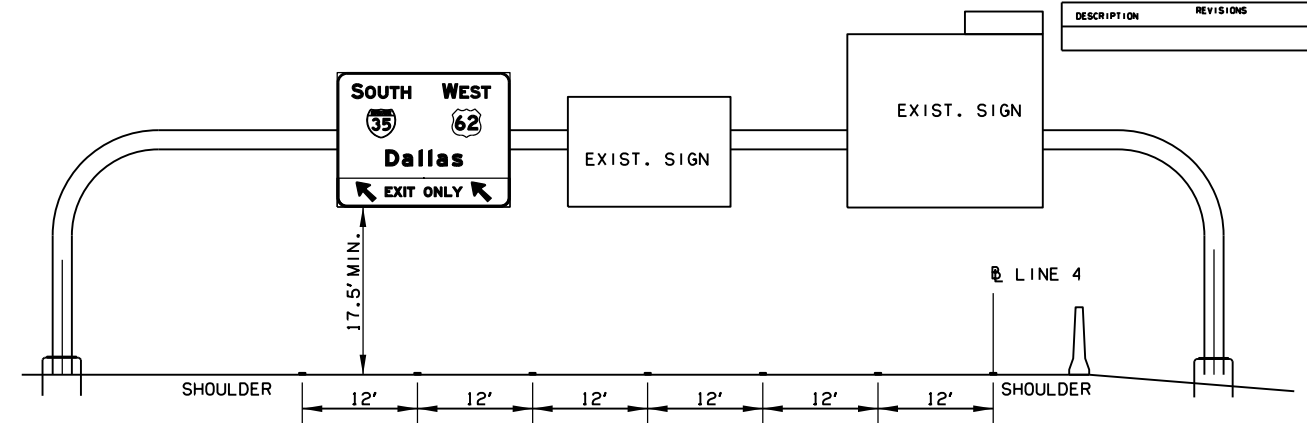 DESCRIPTION REVISIONS
SOUTH WEST
35 62
Dallas
EXIT ONLY
EXIST. SIGN
EXIST. SIGN
17.5' MIN.
℄ LINE 4
SHOULDER
SHOULDER
12' 12' 12' 12' 12' 12'